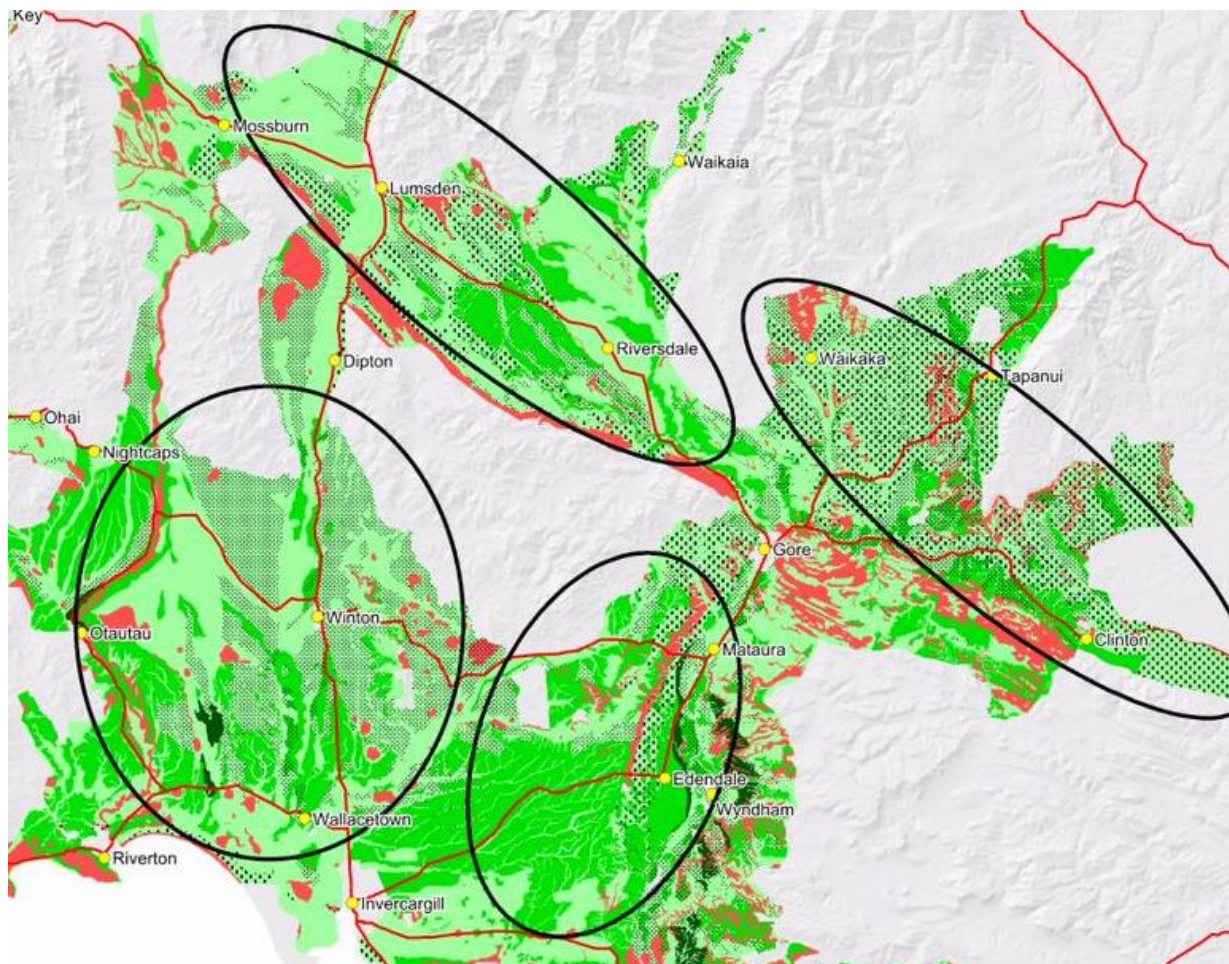 Key
Mossburn
Waikaia
Lumsden
Riversdale
Waikaka
Dipton
Tapanui
Ohai
Nightcaps
Gore
Winton
Otautau
Clinton
Mataura
Edendale
Wyndham
Wallacetown
Riverton
Invercargill